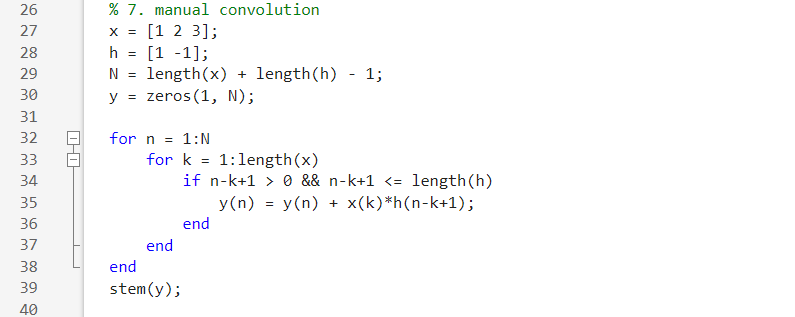 26 % 7. manual convolution
27 x = [1 2 3];
28 h = [1 -1];
29 N = length(x) + length(h) - 1;
30 y = zeros(1, N);
31
32 for n = 1:N
33     for k = 1:length(x)
34         if n-k+1 > 0 && n-k+1 <= length(h)
35             y(n) = y(n) + x(k)*h(n-k+1);
36         end
37     end
38 end
39 stem(y);
40